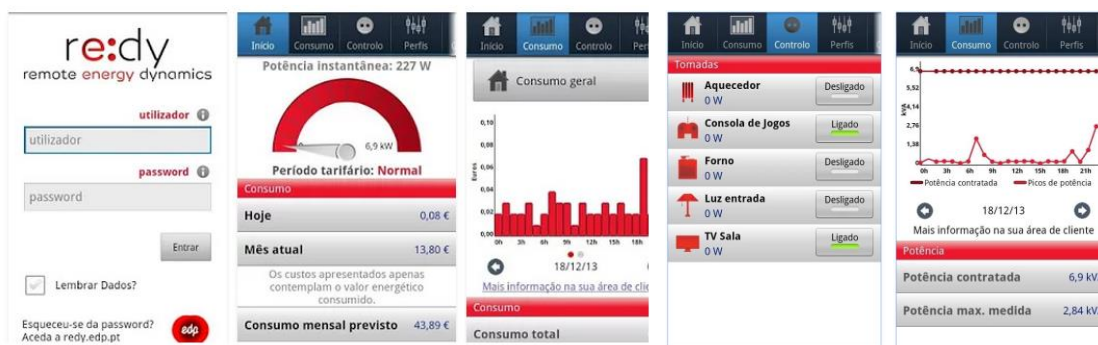 re:dy
remote energy dynamics
utilizador
utilizador
password
password
Entrar
Lembrar Dados?
Esqueceu-se da password?
Aceda a redy.edp.pt
edp
Início Consumo Controlo Perfis
Potência instantânea: 227 W
6,9 kW
Período tarifário: Normal
Consumo
Hoje 0,08 €
Mês atual 13,80 €
Os custos apresentados apenas
contemplam o valor energético
consumido.
Consumo mensal previsto 43,89 €
Início Consumo Controlo Per
Consumo geral
0,10
0,08
0,06
0,04
0,02
0,00
Euros
0h 3h 6h 9h 12h 15h 18h
18/12/13
Mais informação na sua área de clie
Consumo
Consumo total
Início Consumo Controlo Perfis
Tomadas
Aquecedor
0 W
Desligado
Consola de Jogos
0 W
Ligado
Forno
0 W
Desligado
Luz entrada
0 W
Desligado
TV Sala
0 W
Ligado
Início Consumo Controlo Perfis
6,9
5,52
4,14
2,76
1,38
kVA
0h 3h 6h 9h 12h 15h 18h 21h
Potência contratada Picos de potência
18/12/13
Mais informação na sua área de cliente
Potência
Potência contratada 6,9 kV
Potência max. medida 2,84 kV